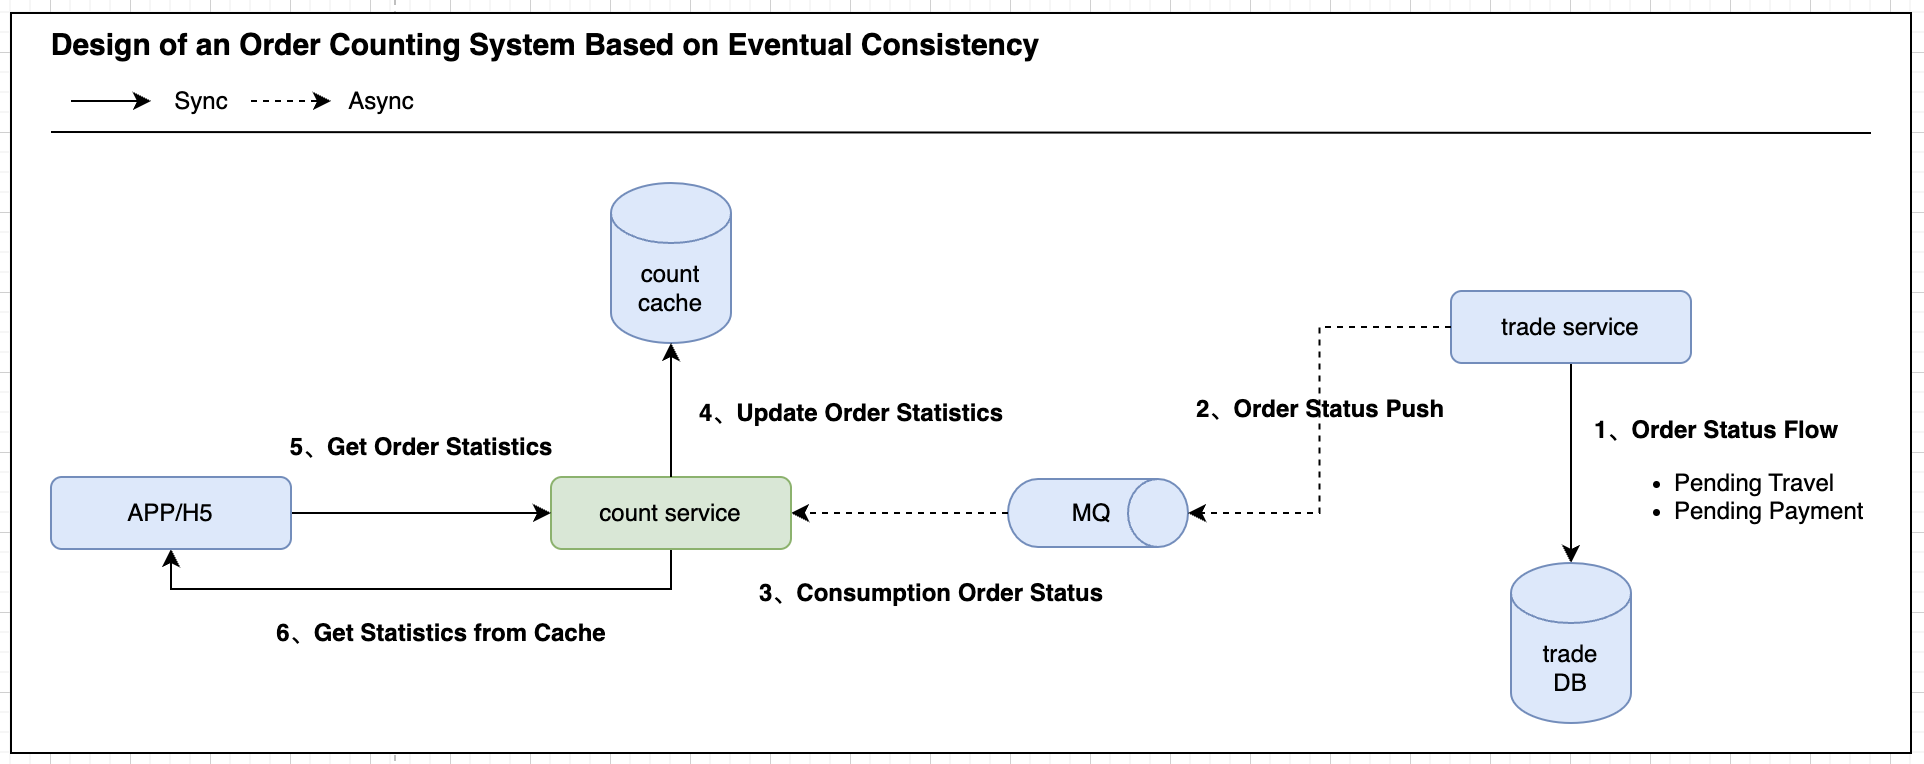 Design of an Order Counting System Based on Eventual Consistency
Sync
Async
count
cache
trade service
4、Update Order Statistics
2、Order Status Push
1、Order Status Flow
5、Get Order Statistics
• Pending Travel
• Pending Payment
APP/H5
count service
MQ
3、Consumption Order Status
6、Get Statistics from Cache
trade
DB